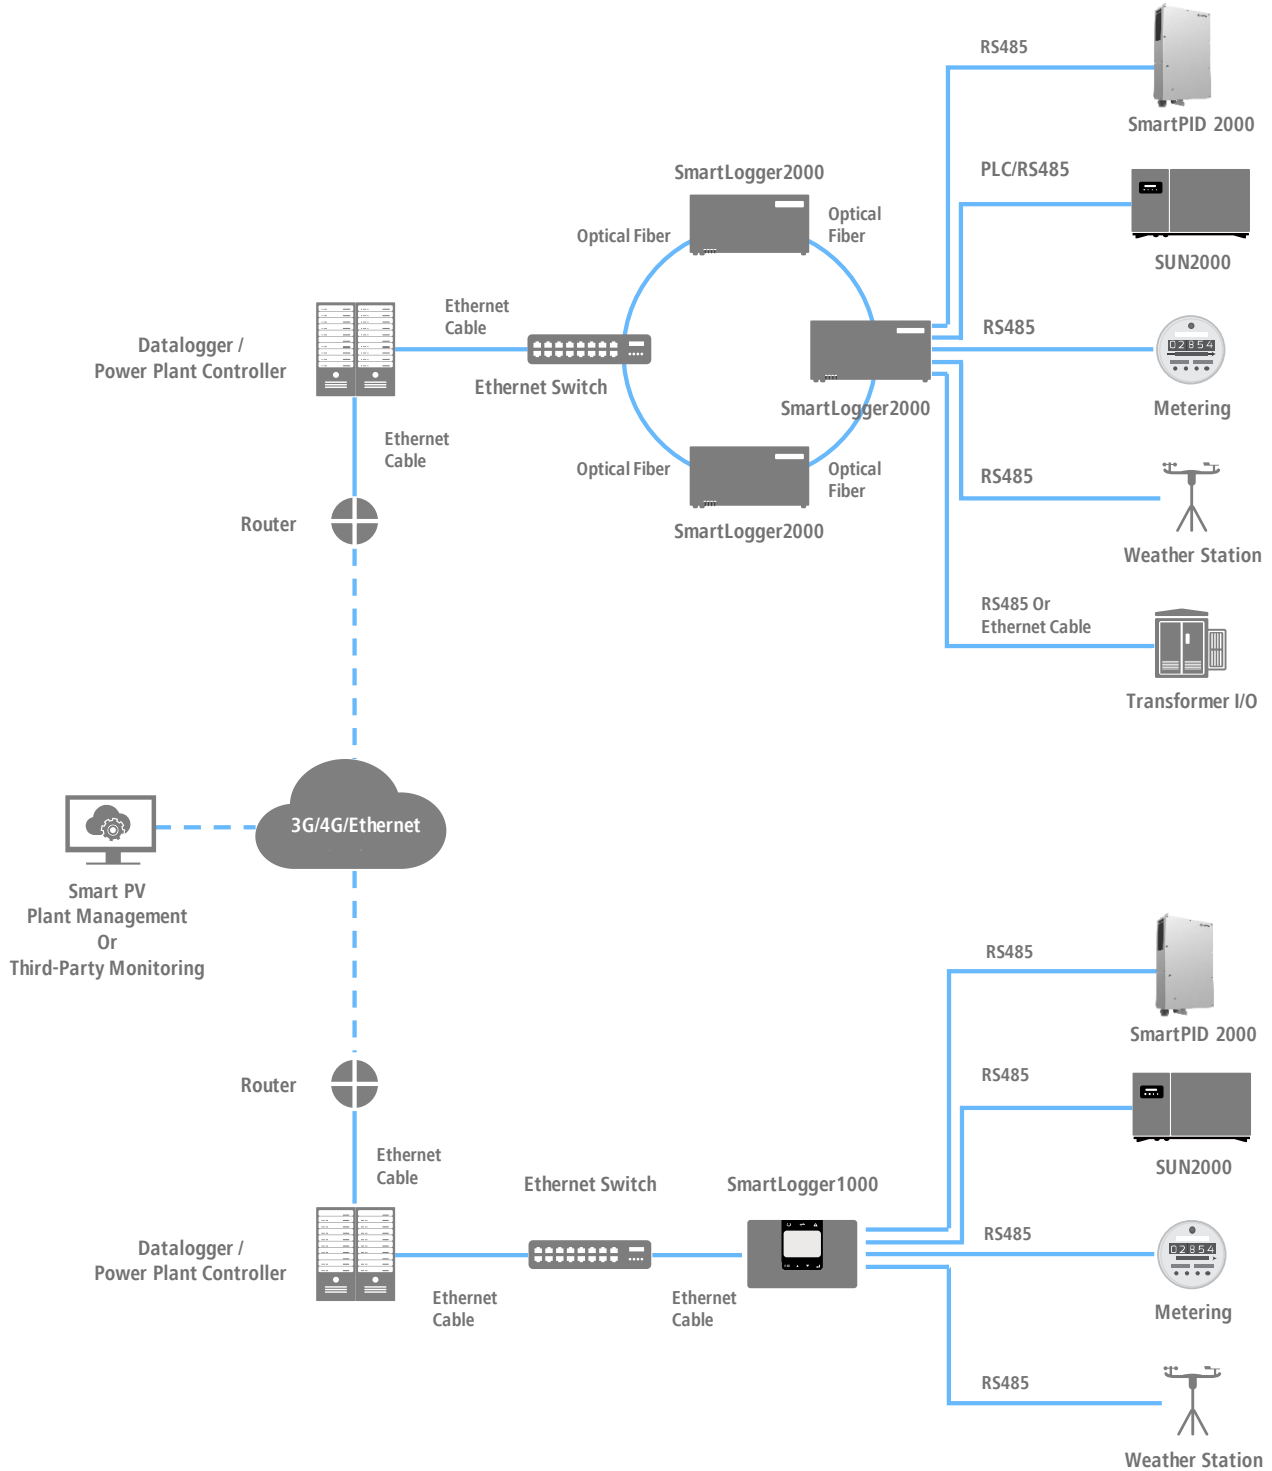 RS485
SmartPID 2000
SmartLogger2000
PLC/RS485
Optical Fiber
Optical
Fiber
SUN2000
Ethernet
Cable
RS485
02854
Datalogger /
Power Plant Controller
Ethernet Switch
SmartLogger2000
Metering
Ethernet
Cable
Optical Fiber
Optical
Fiber
RS485
Router
SmartLogger2000
Weather Station
RS485 Or
Ethernet Cable
Transformer I/O
3G/4G/Ethernet
Smart PV
Plant Management
Or
Third-Party Monitoring
RS485
SmartPID 2000
Router
RS485
Ethernet
Cable
Ethernet Switch
SmartLogger1000
SUN2000
RS485
02854
Datalogger /
Power Plant Controller
Ethernet
Cable
Ethernet
Cable
Metering
RS485
Weather Station